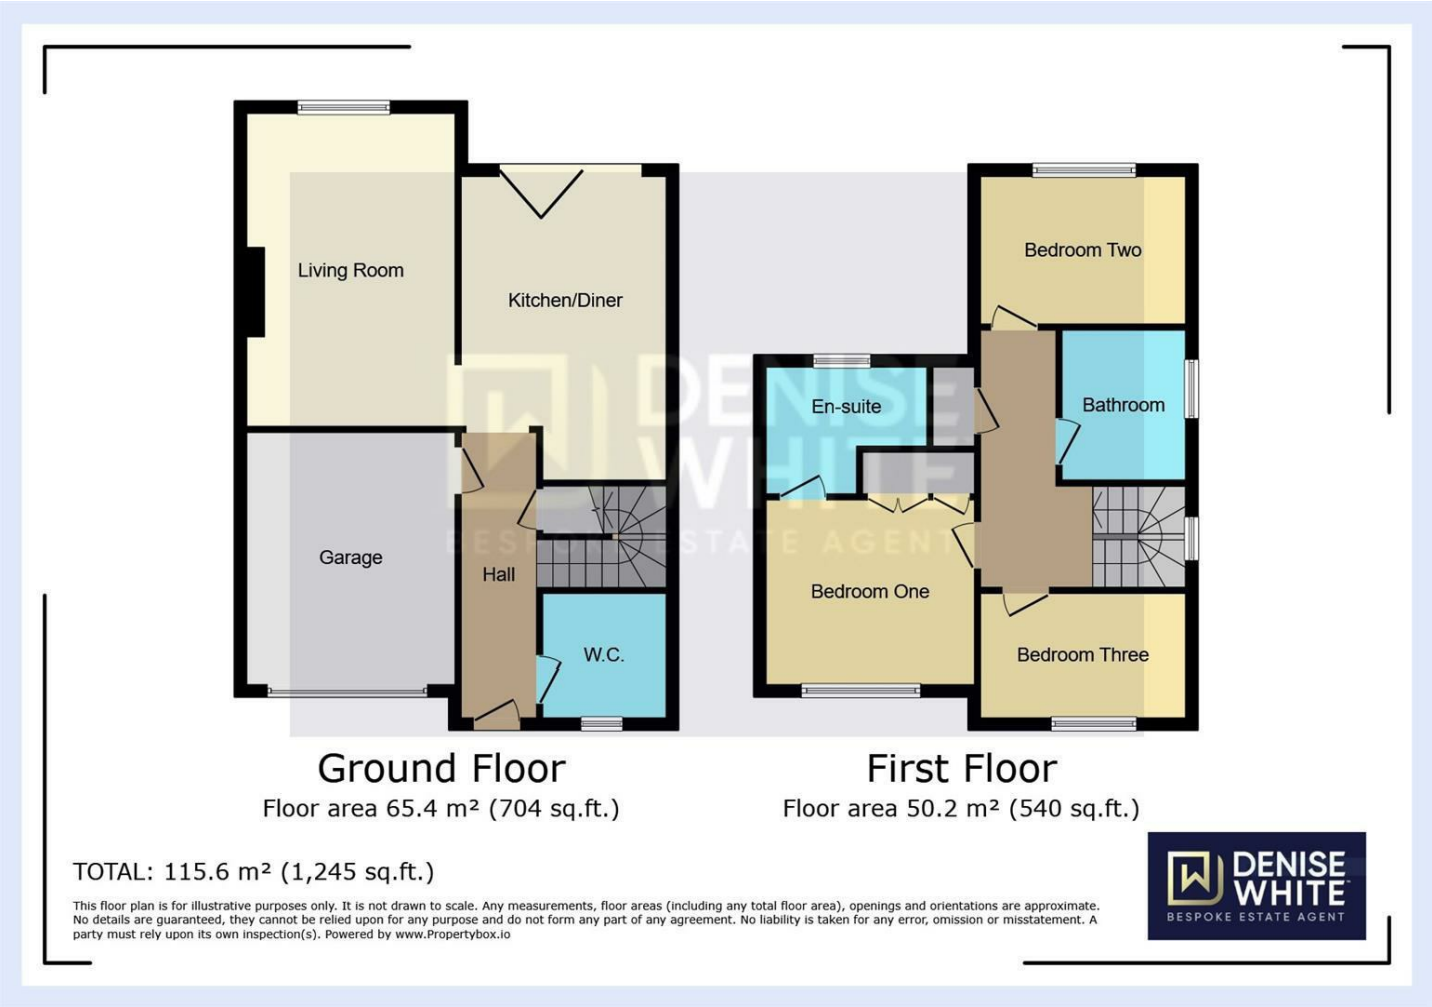 Living Room
Kitchen/Diner
Garage
Hall
W.C.
Bedroom Two
En-suite
Bathroom
Bedroom One
Bedroom Three
DENISE
WHITE
BESPOKE ESTATE AGENT
Ground Floor
Floor area 65.4 m² (704 sq.ft.)
First Floor
Floor area 50.2 m² (540 sq.ft.)
TOTAL: 115.6 m² (1,245 sq.ft.)
This floor plan is for illustrative purposes only. It is not drawn to scale. Any measurements, floor areas (including any total floor area), openings and orientations are approximate.
No details are guaranteed, they cannot be relied upon for any purpose and do not form any part of any agreement. No liability is taken for any error, omission or misstatement. A
party must rely upon its own inspection(s). Powered by www.Propertybox.io
DENISE
WHITE™
BESPOKE ESTATE AGENT